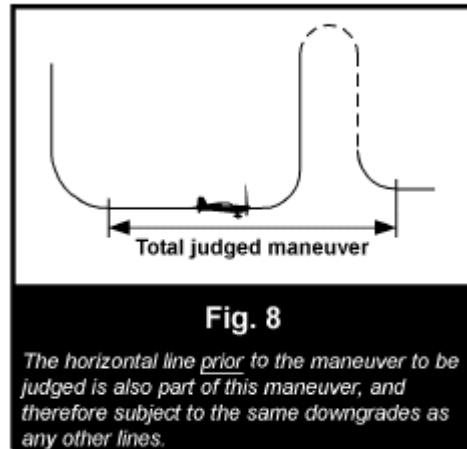 Total judged maneuver
Fig. 8
The horizontal line prior to the maneuver to be
judged is also part of this maneuver, and
therefore subject to the same downgrades as
any other lines.